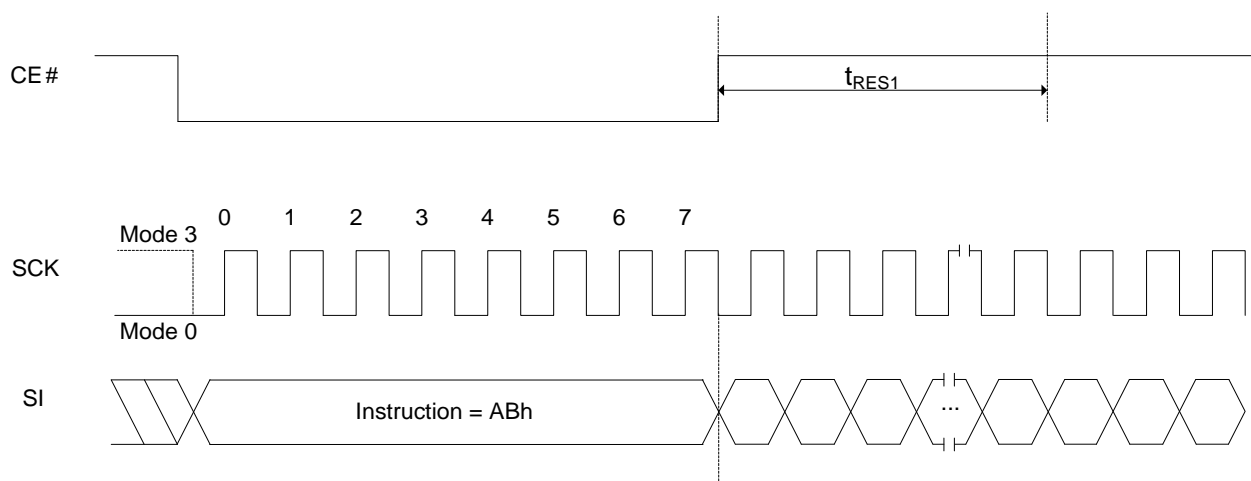 CE#
tRES1
0 1 2 3 4 5 6 7
Mode 3
SCK
Mode 0
SI
Instruction = ABh
...